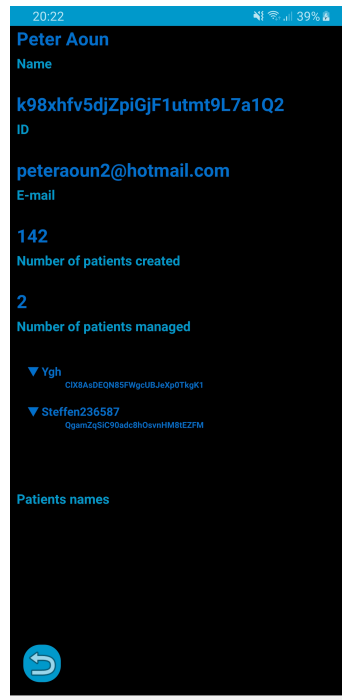 20:22 39%
Peter Aoun
Name
k98xhfv5djZpiGjF1utmt9L7a1Q2
ID
peteraoun2@hotmail.com
E-mail
142
Number of patients created
2
Number of patients managed
▼ Ygh
ClX8AsDEQN85FWgcUBJeXp0TkgK1
▼ Steffen236587
QgamZqSiC90adc8hOsvnHM8tEZFM
Patients names